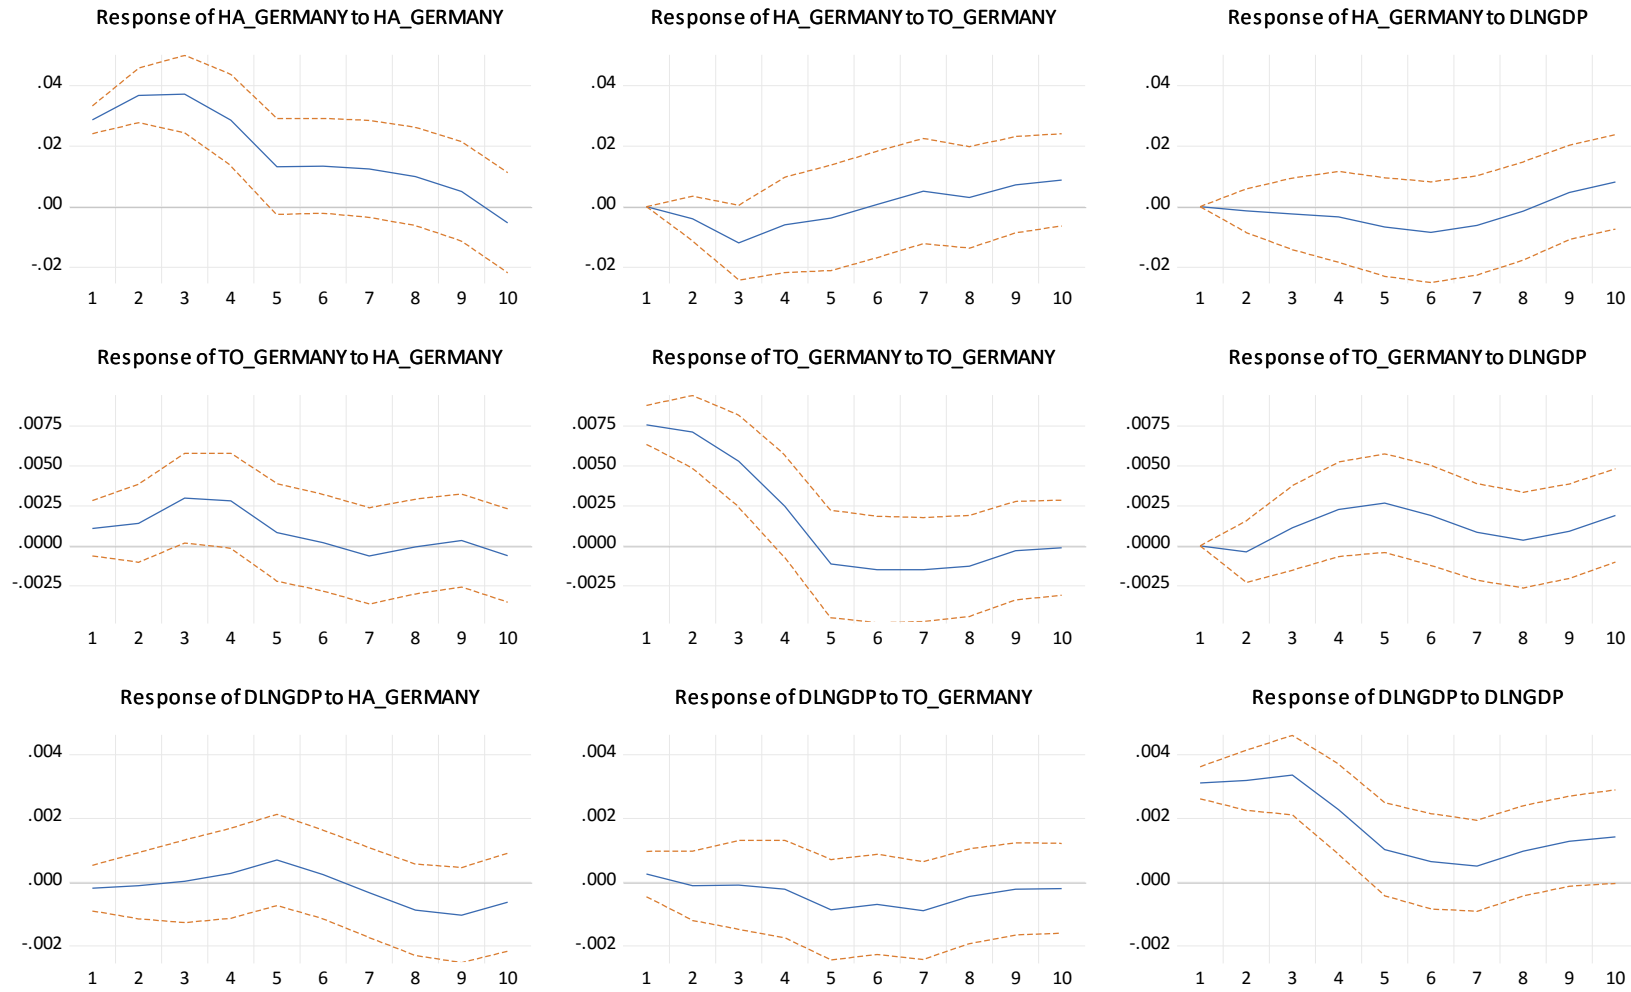 Response of HA_GERMANY to HA_GERMANY
.04
.02
.00
-.02
1 2 3 4 5 6 7 8 9 10
Response of HA_GERMANY to TO_GERMANY
.04
.02
.00
-.02
1 2 3 4 5 6 7 8 9 10
Response of HA_GERMANY to DLNGDP
.04
.02
.00
-.02
1 2 3 4 5 6 7 8 9 10
Response of TO_GERMANY to HA_GERMANY
.0075
.0050
.0025
.0000
-.0025
1 2 3 4 5 6 7 8 9 10
Response of TO_GERMANY to TO_GERMANY
.0075
.0050
.0025
.0000
-.0025
1 2 3 4 5 6 7 8 9 10
Response of TO_GERMANY to DLNGDP
.0075
.0050
.0025
.0000
-.0025
1 2 3 4 5 6 7 8 9 10
Response of DLNGDP to HA_GERMANY
.004
.002
.000
-.002
1 2 3 4 5 6 7 8 9 10
Response of DLNGDP to TO_GERMANY
.004
.002
.000
-.002
1 2 3 4 5 6 7 8 9 10
Response of DLNGDP to DLNGDP
.004
.002
.000
-.002
1 2 3 4 5 6 7 8 9 10